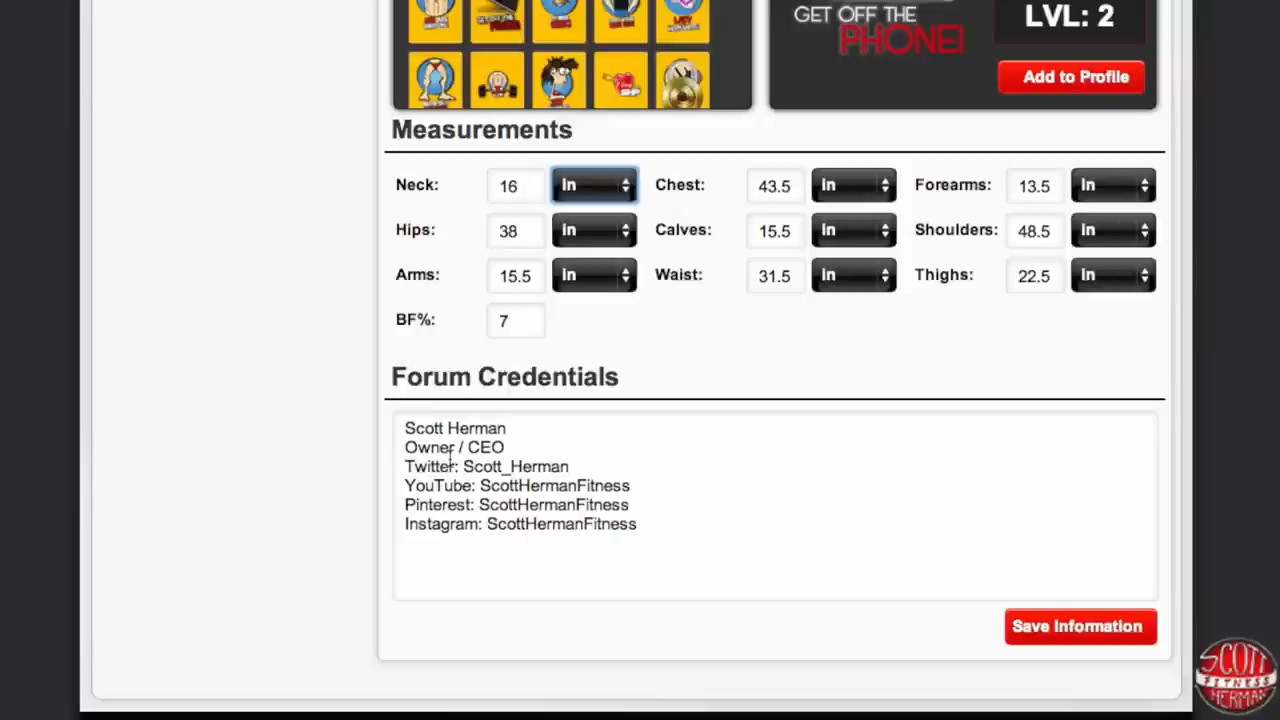 GET OFF THE
PHONE!
LVL: 2
Add to Profile
Measurements
Neck: 16 In Chest: 43.5 In Forearms: 13.5 In
Hips: 38 In Calves: 15.5 In Shoulders: 48.5 In
Arms: 15.5 In Waist: 31.5 In Thighs: 22.5 In
BF%: 7
Forum Credentials
Scott Herman
Owner / CEO
Twitter: Scott_Herman
YouTube: ScottHermanFitness
Pinterest: ScottHermanFitness
Instagram: ScottHermanFitness
Save Information
SCOTT
FITNESS
HERMAN